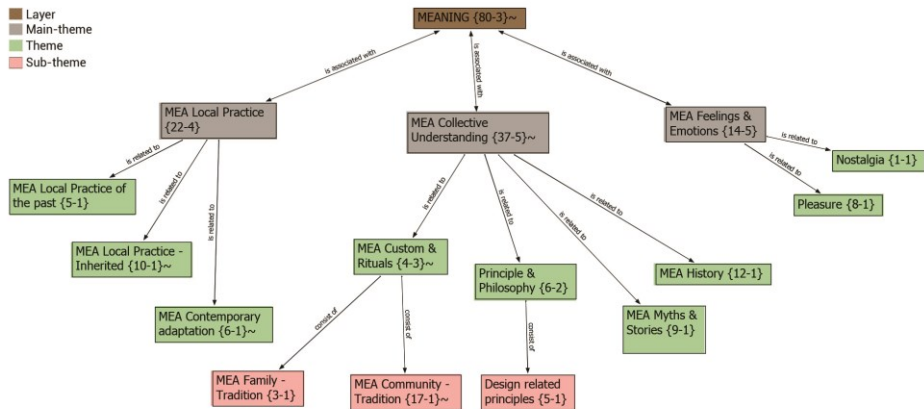 Layer
Main-theme
Theme
Sub-theme
MEANING {80-3}~
is associated with
is associated with
is associated with
MEA Local Practice
{22-4}
MEA Collective
Understanding {37-5}~
MEA Feelings &
Emotions {14-5}
is related to
is related to
is related to
is related to
is related to
is related to
is related to
is related to
is related to
Nostalgia {1-1}
MEA Local Practice of
the past {5-1}
Pleasure {8-1}
MEA Local Practice -
Inherited {10-1}~
MEA Custom &
Rituals {4-3}~
Principle &
Philosophy {6-2}
MEA History {12-1}
MEA Contemporary
adaptation {6-1}~
MEA Myths &
Stories {9-1}
consist of
consist of
consist of
MEA Family -
Tradition {3-1}
MEA Community -
Tradition {17-1}~
Design related
principles {5-1}